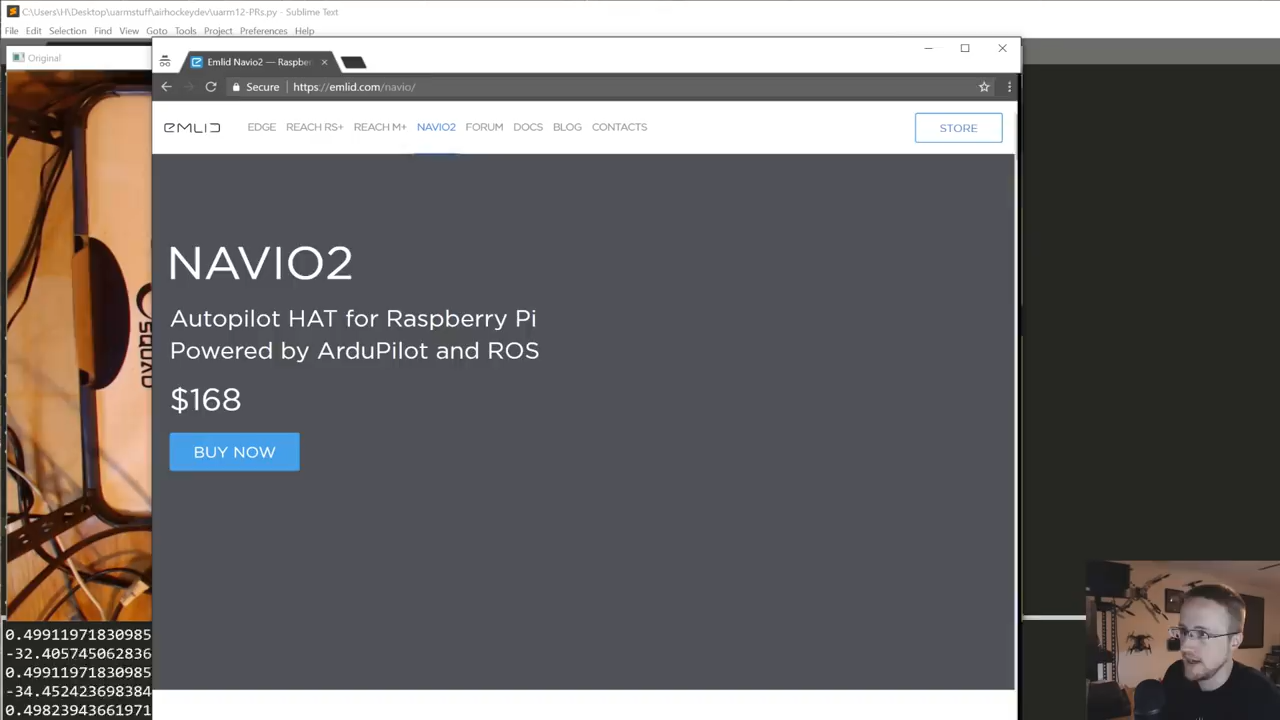 C:\Users\H\Desktop\uarmstuff\airhockeydev\uarm12-PRs.py - Sublime Text
File Edit Selection Find View Goto Tools Project Preferences Help
Original
Emlid Navio2 — Raspber
Secure https://emlid.com/navio/
EMLID EDGE REACH RS+ REACH M+ NAVIO2 FORUM DOCS BLOG CONTACTS STORE
NAVIO2
Autopilot HAT for Raspberry Pi
Powered by ArduPilot and ROS
$168
BUY NOW
SQUAD
0.49911971830985
-32.405745062836
0.49911971830985
-34.452423698384
0.49823943661971